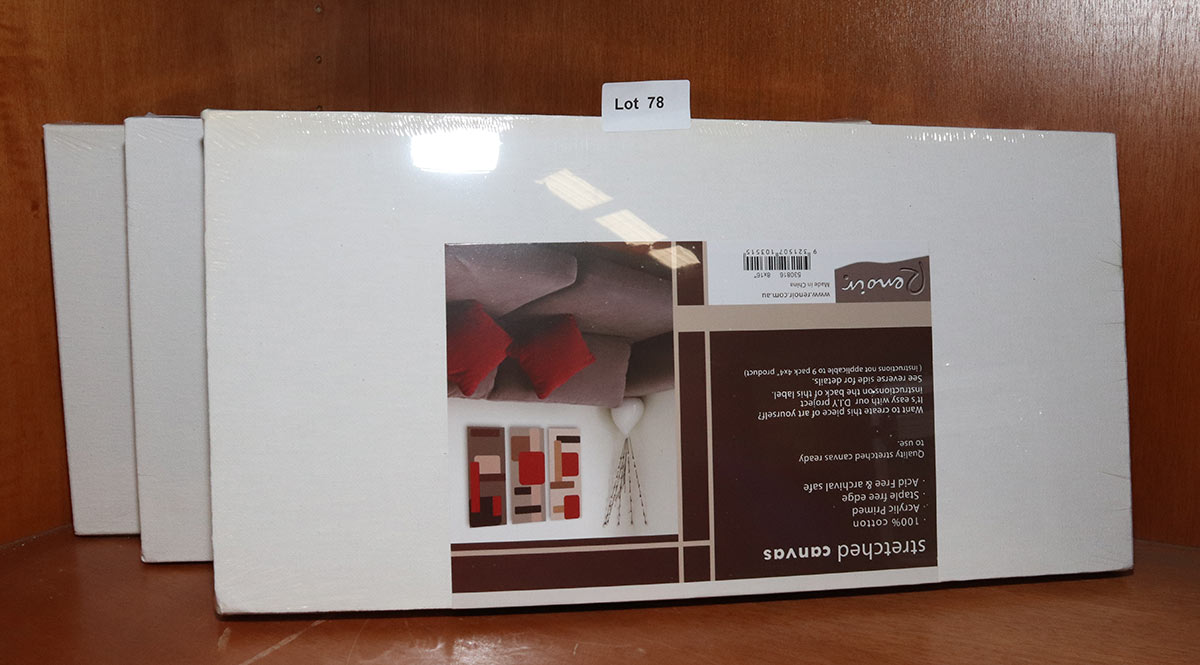 Lot 78
stretched canvas
· 100% cotton
· Acrylic Primed
· Staple free edge
· Acid Free & archival safe
Quality stretched canvas ready
to use.
Want to create this piece of art yourself?
It's easy with our D.I.Y project
instructions on the back of this label.
See reverse side for details.
( instructions not applicable to 9 pack 4x4" product)
Renoir
www.renoir.com.au
Made in China
530816 8x16"
9 321507 103515